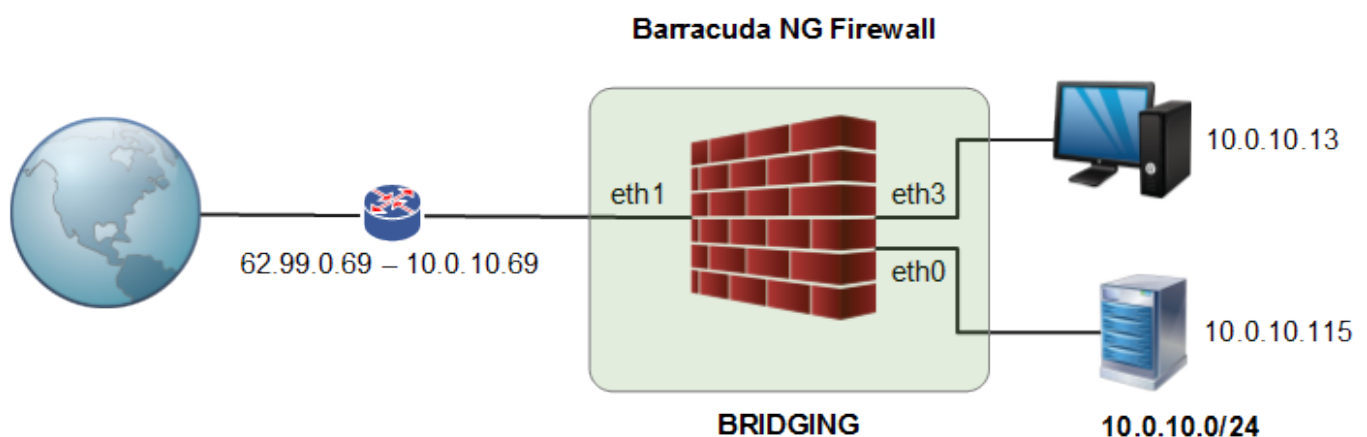 Barracuda NG Firewall
10.0.10.13
eth1
eth3
62.99.0.69 – 10.0.10.69
eth0
10.0.10.115
BRIDGING
10.0.10.0/24